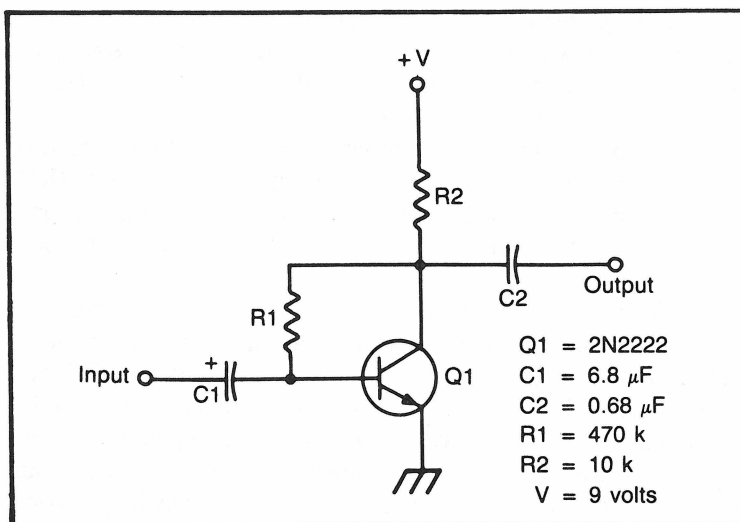 + V
R2
R1
C2
Output
Input
+
C1
Q1
Q1 = 2N2222
C1 = 6.8 μF
C2 = 0.68 μF
R1 = 470 k
R2 = 10 k
V = 9 volts